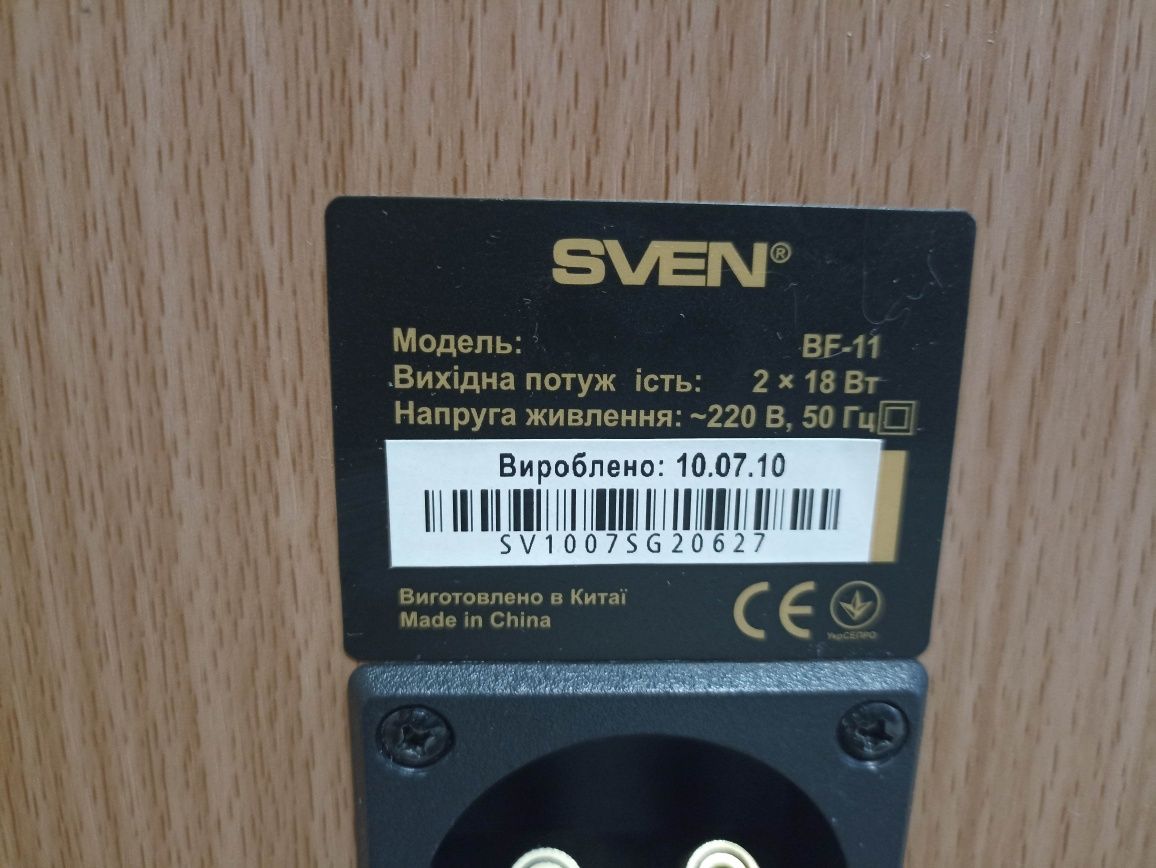 SVEN®
Модель: BF-11
Вихідна потуж ість: 2 × 18 Вт
Напруга живлення: ~220 В, 50 Гц
Вироблено: 10.07.10
SV1007SG20627
Виготовлено в Китаї
Made in China
CE
УкрСЕПРО